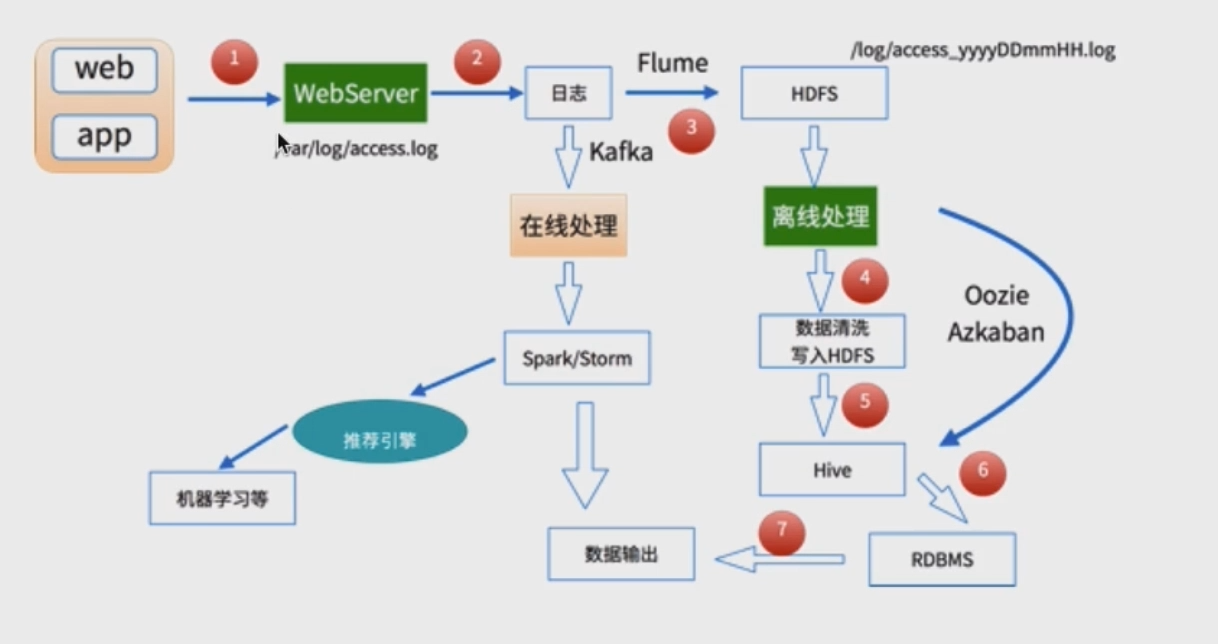 web
app
1
WebServer
/var/log/access.log
2
日志
Kafka
Flume
3
HDFS
/log/access_yyyyDDmmHH.log
在线处理
离线处理
4
Oozie
Azkaban
数据清洗
写入HDFS
Spark/Storm
5
推荐引擎
机器学习等
Hive
6
数据输出
7
RDBMS